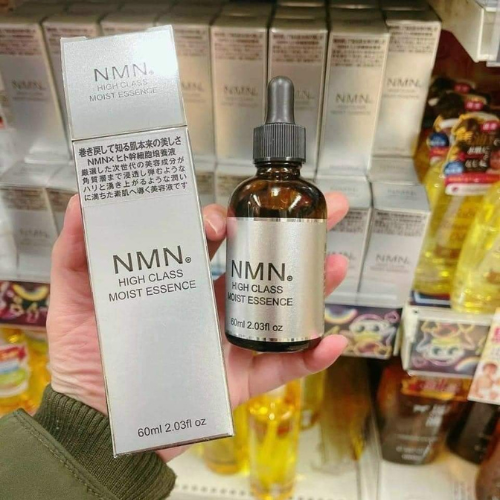 NMN
HIGH CLASS
MOIST ESSENCE
巻き戻して知る肌本来の美しさ
NMN×ヒト幹細胞培養液
厳選した次世代の美容成分が
角質層まで浸透し弾むような
ハリと湧き上がるような潤い
に満ちた素肌へ導く美容液です
NMN
HIGH CLASS
MOIST ESSENCE
60ml 2.03fl oz
NMN
HIGH CLASS
MOIST ESSENCE
60ml 2.03fl oz